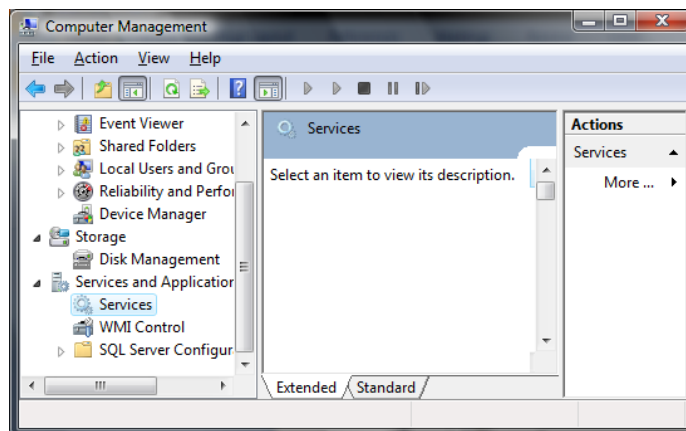 Computer Management
File Action View Help
Event Viewer
Shared Folders
Local Users and Grou
Reliability and Perfor
Device Manager
Storage
Disk Management
Services and Application
Services
WMI Control
SQL Server Configur
Services
Select an item to view its description.
Extended
Standard
Actions
Services
More ...